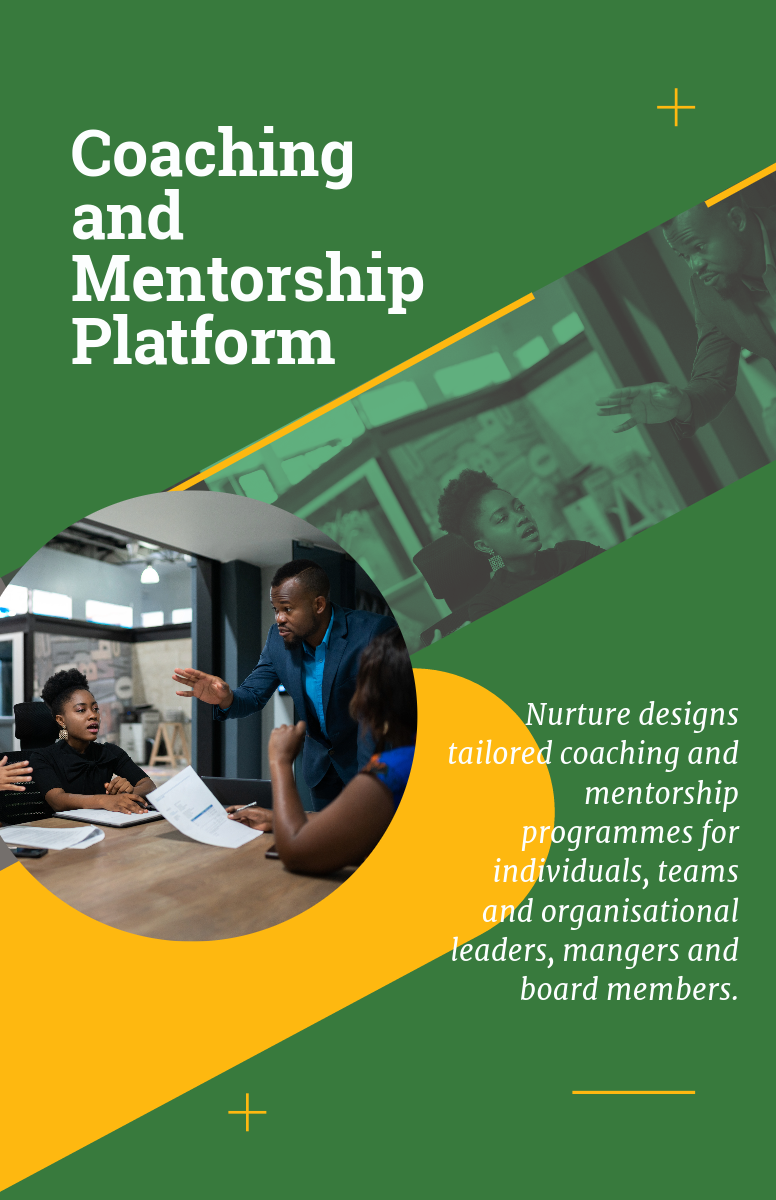 Coaching
and
Mentorship
Platform
Nurture designs
tailored coaching and
mentorship
programmes for
individuals, teams
and organisational
leaders, mangers and
board members.